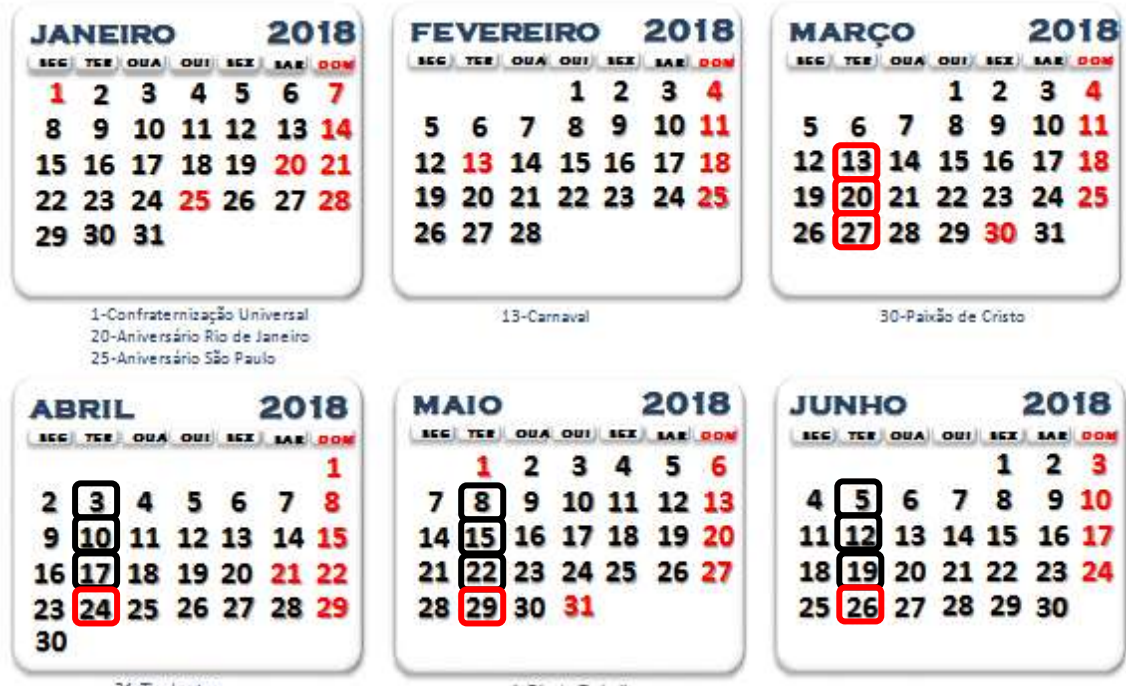 JANEIRO 2018
SEG TER QUA QUI SEX SAB DOM
1 2 3 4 5 6 7
8 9 10 11 12 13 14
15 16 17 18 19 20 21
22 23 24 25 26 27 28
29 30 31
1-Confraternização Universal
20-Aniversário Rio de Janeiro
25-Aniversário São Paulo
FEVEREIRO 2018
SEG TER QUA QUI SEX SAB DOM
1 2 3 4
5 6 7 8 9 10 11
12 13 14 15 16 17 18
19 20 21 22 23 24 25
26 27 28
13-Carnaval
MARÇO 2018
SEG TER QUA QUI SEX SAB DOM
1 2 3 4
5 6 7 8 9 10 11
12 13 14 15 16 17 18
19 20 21 22 23 24 25
26 27 28 29 30 31
30-Paixão de Cristo
ABRIL 2018
SEG TER QUA QUI SEX SAB DOM
1
2 3 4 5 6 7 8
9 10 11 12 13 14 15
16 17 18 19 20 21 22
23 24 25 26 27 28 29
30
MAIO 2018
SEG TER QUA QUI SEX SAB DOM
1 2 3 4 5 6
7 8 9 10 11 12 13
14 15 16 17 18 19 20
21 22 23 24 25 26 27
28 29 30 31
JUNHO 2018
SEG TER QUA QUI SEX SAB DOM
1 2 3
4 5 6 7 8 9 10
11 12 13 14 15 16 17
18 19 20 21 22 23 24
25 26 27 28 29 30